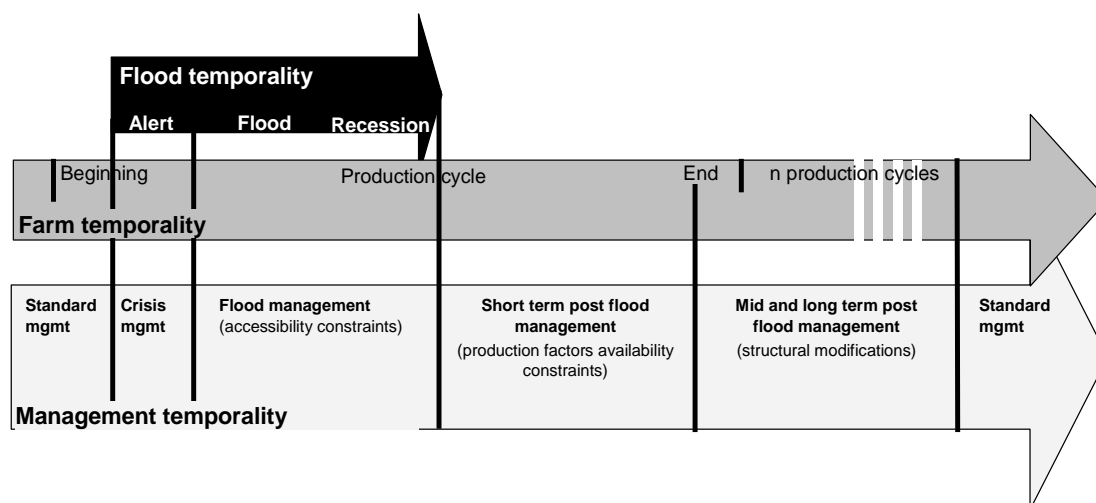 Flood temporality
Alert Flood Recession
Beginning Production cycle End n production cycles
Farm temporality
Standard
mgmt
Crisis
mgmt
Flood management
(accessibility constraints)
Short term post flood
management
(production factors availability
constraints)
Mid and long term post
flood management
(structural modifications)
Standard
mgmt
Management temporality